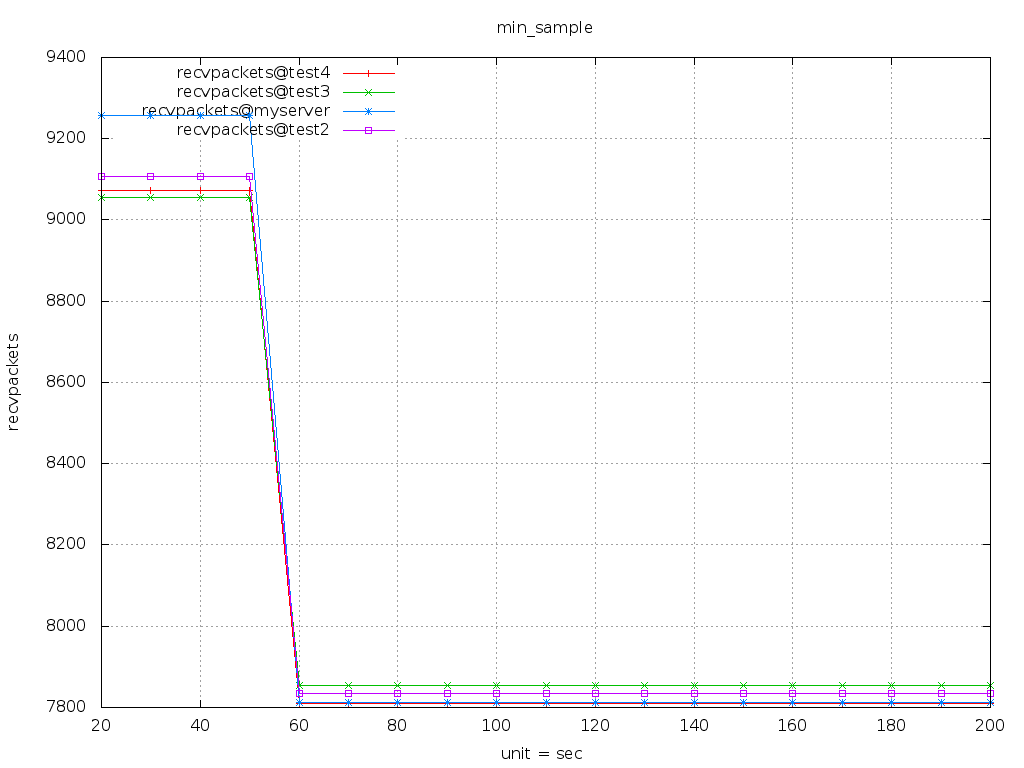 min_sample
9400
9200
9000
8800
8600
8400
8200
8000
7800
recvpackets
recvpackets@test4
recvpackets@test3
recvpackets@myserver
recvpackets@test2
20 40 60 80 100 120 140 160 180 200
unit = sec